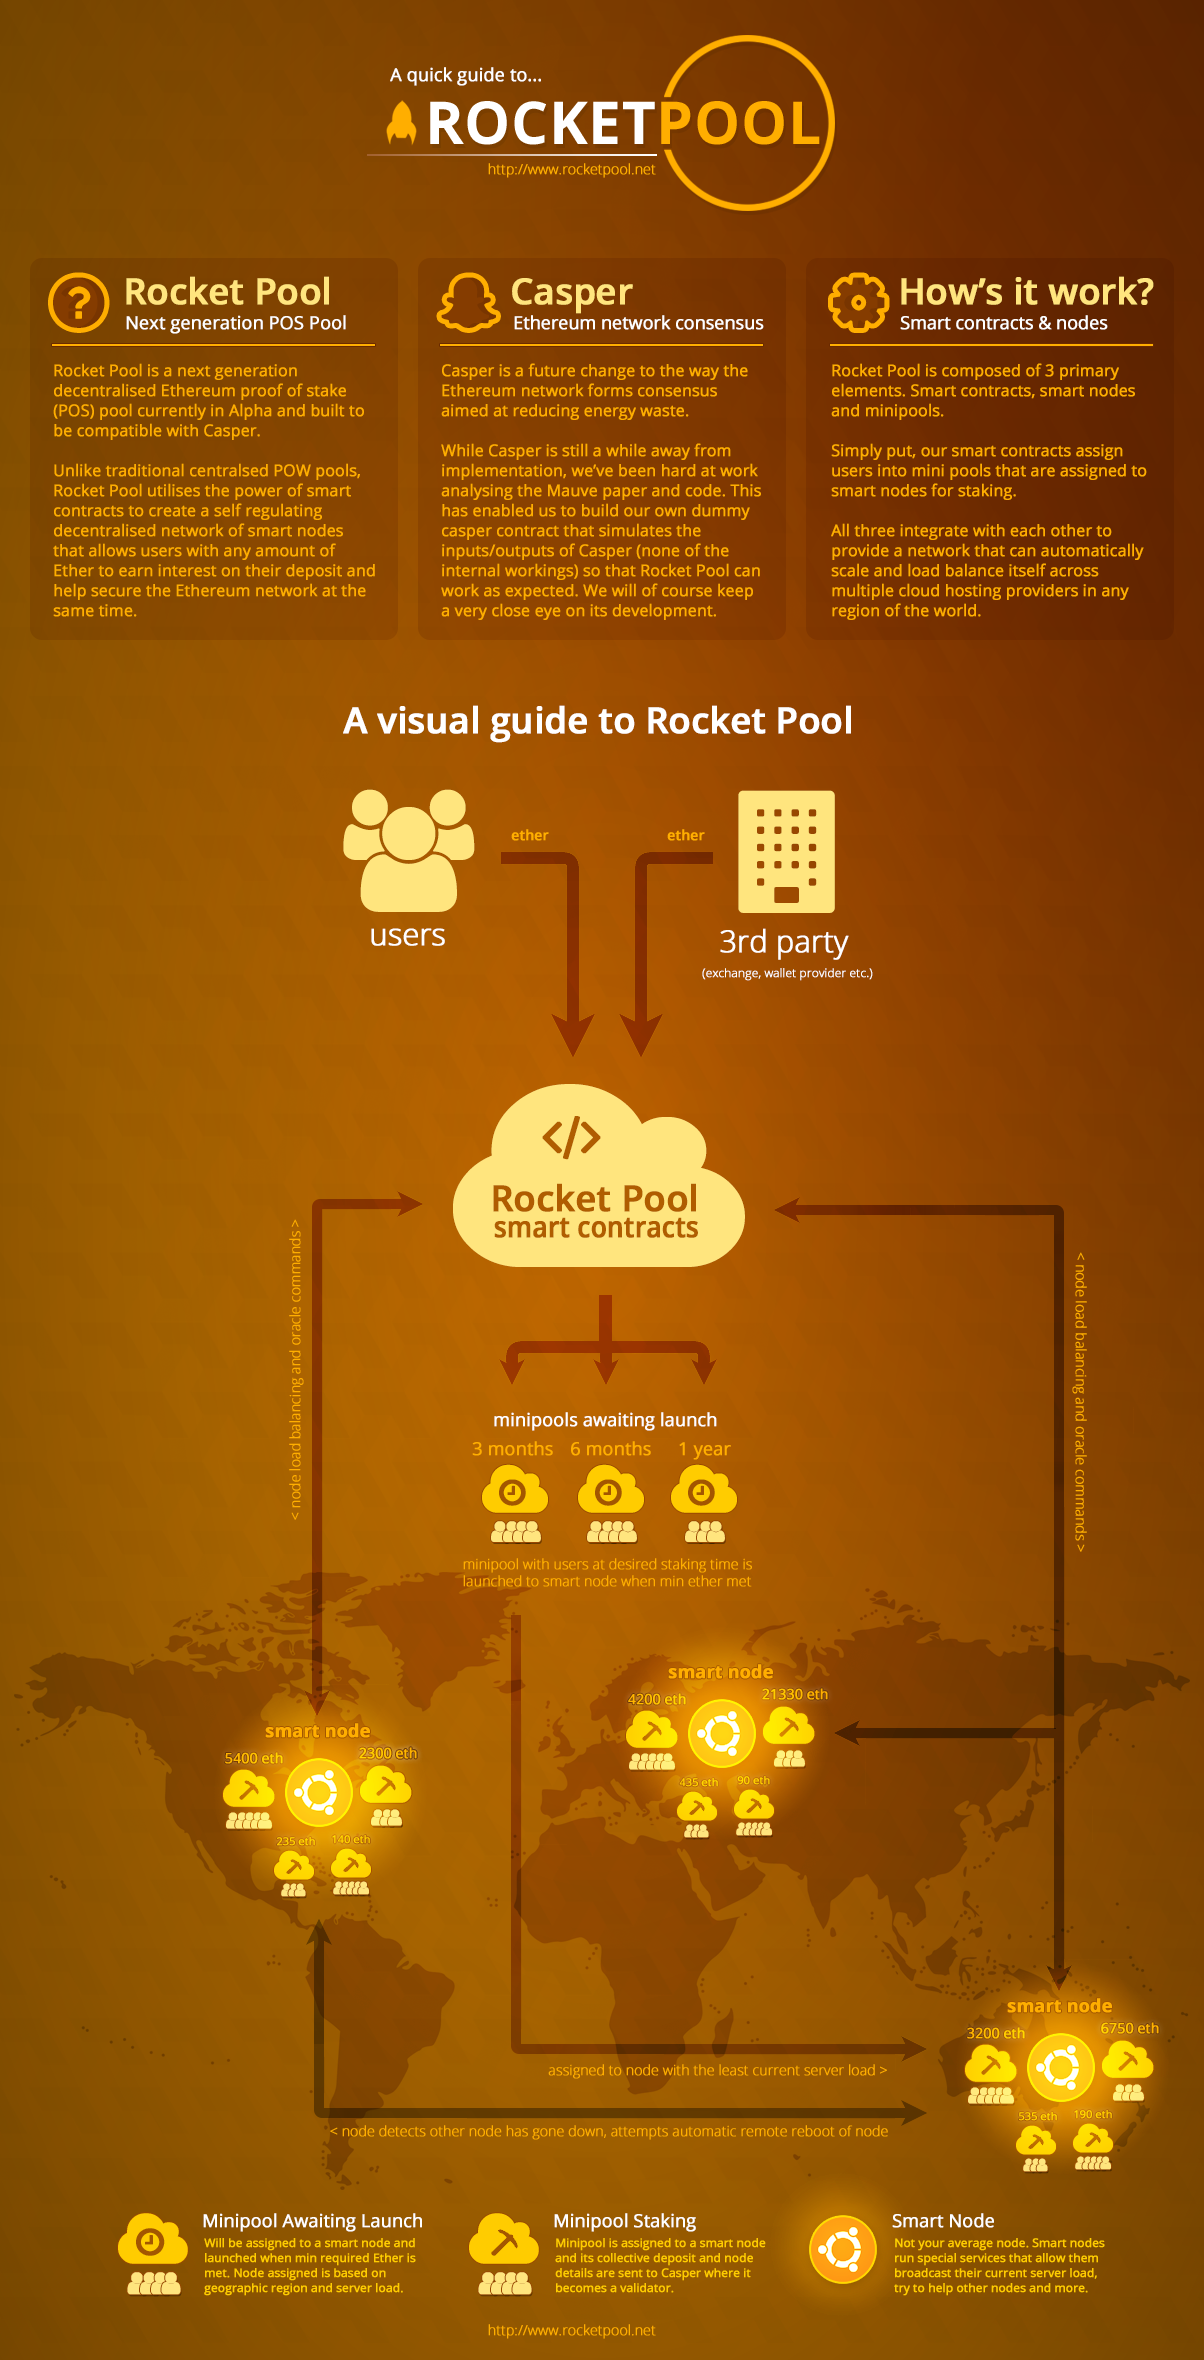 A quick guide to...
ROCKETPOOL
http://www.rocketpool.net
Rocket Pool
Next generation POS Pool
Rocket Pool is a next generation
decentralised Ethereum proof of stake
(POS) pool currently in Alpha and built to
be compatible with Casper.
Unlike traditional centralsed POW pools,
Rocket Pool utilises the power of smart
contracts to create a self regulating
decentralised network of smart nodes
that allows users with any amount of
Ether to earn interest on their deposit and
help secure the Ethereum network at the
same time.
Casper
Ethereum network consensus
Casper is a future change to the way the
Ethereum network forms consensus
aimed at reducing energy waste.
While Casper is still a while away from
implementation, we've been hard at work
analysing the Mauve paper and code. This
has enabled us to build our own dummy
casper contract that simulates the
inputs/outputs of Casper (none of the
internal workings) so that Rocket Pool can
work as expected. We will of course keep
a very close eye on its development.
How's it work?
Smart contracts & nodes
Rocket Pool is composed of 3 primary
elements. Smart contracts, smart nodes
and minipools.
Simply put, our smart contracts assign
users into mini pools that are assigned to
smart nodes for staking.
All three integrate with each other to
provide a network that can automatically
scale and load balance itself across
multiple cloud hosting providers in any
region of the world.
A visual guide to Rocket Pool
ether
ether
users
3rd party
(exchange, wallet provider etc.)
</>
Rocket Pool
smart contracts
< node load balancing and oracle commands >
< node load balancing and oracle commands >
minipools awaiting launch
3 months
6 months
1 year
minipool with users at desired staking time is
launched to smart node when min ether met
smart node
4200 eth
21330 eth
435 eth
90 eth
smart node
5400 eth
2300 eth
235 eth
140 eth
smart node
3200 eth
6750 eth
535 eth
190 eth
assigned to node with the least current server load >
< node detects other node has gone down, attempts automatic remote reboot of node
Minipool Awaiting Launch
Will be assigned to a smart node and
launched when min required Ether is
met. Node assigned is based on
geographic region and server load.
Minipool Staking
Minipool is assigned to a smart node
and its collective deposit and node
details are sent to Casper where it
becomes a validator.
Smart Node
Not your average node. Smart nodes
run special services that allow them
broadcast their current server load,
try to help other nodes and more.
http://www.rocketpool.net